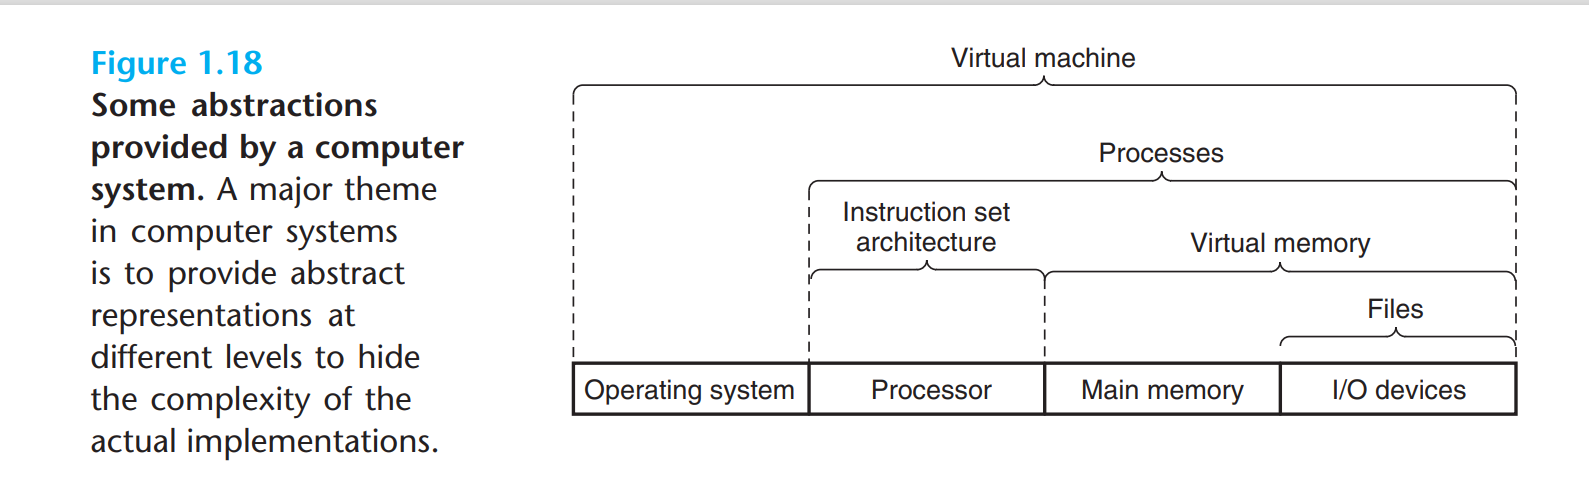 Figure 1.18
Some abstractions
provided by a computer
system. A major theme
in computer systems
is to provide abstract
representations at
different levels to hide
the complexity of the
actual implementations.
Virtual machine
Processes
Instruction set
architecture
Virtual memory
Files
Operating system
Processor
Main memory
I/O devices